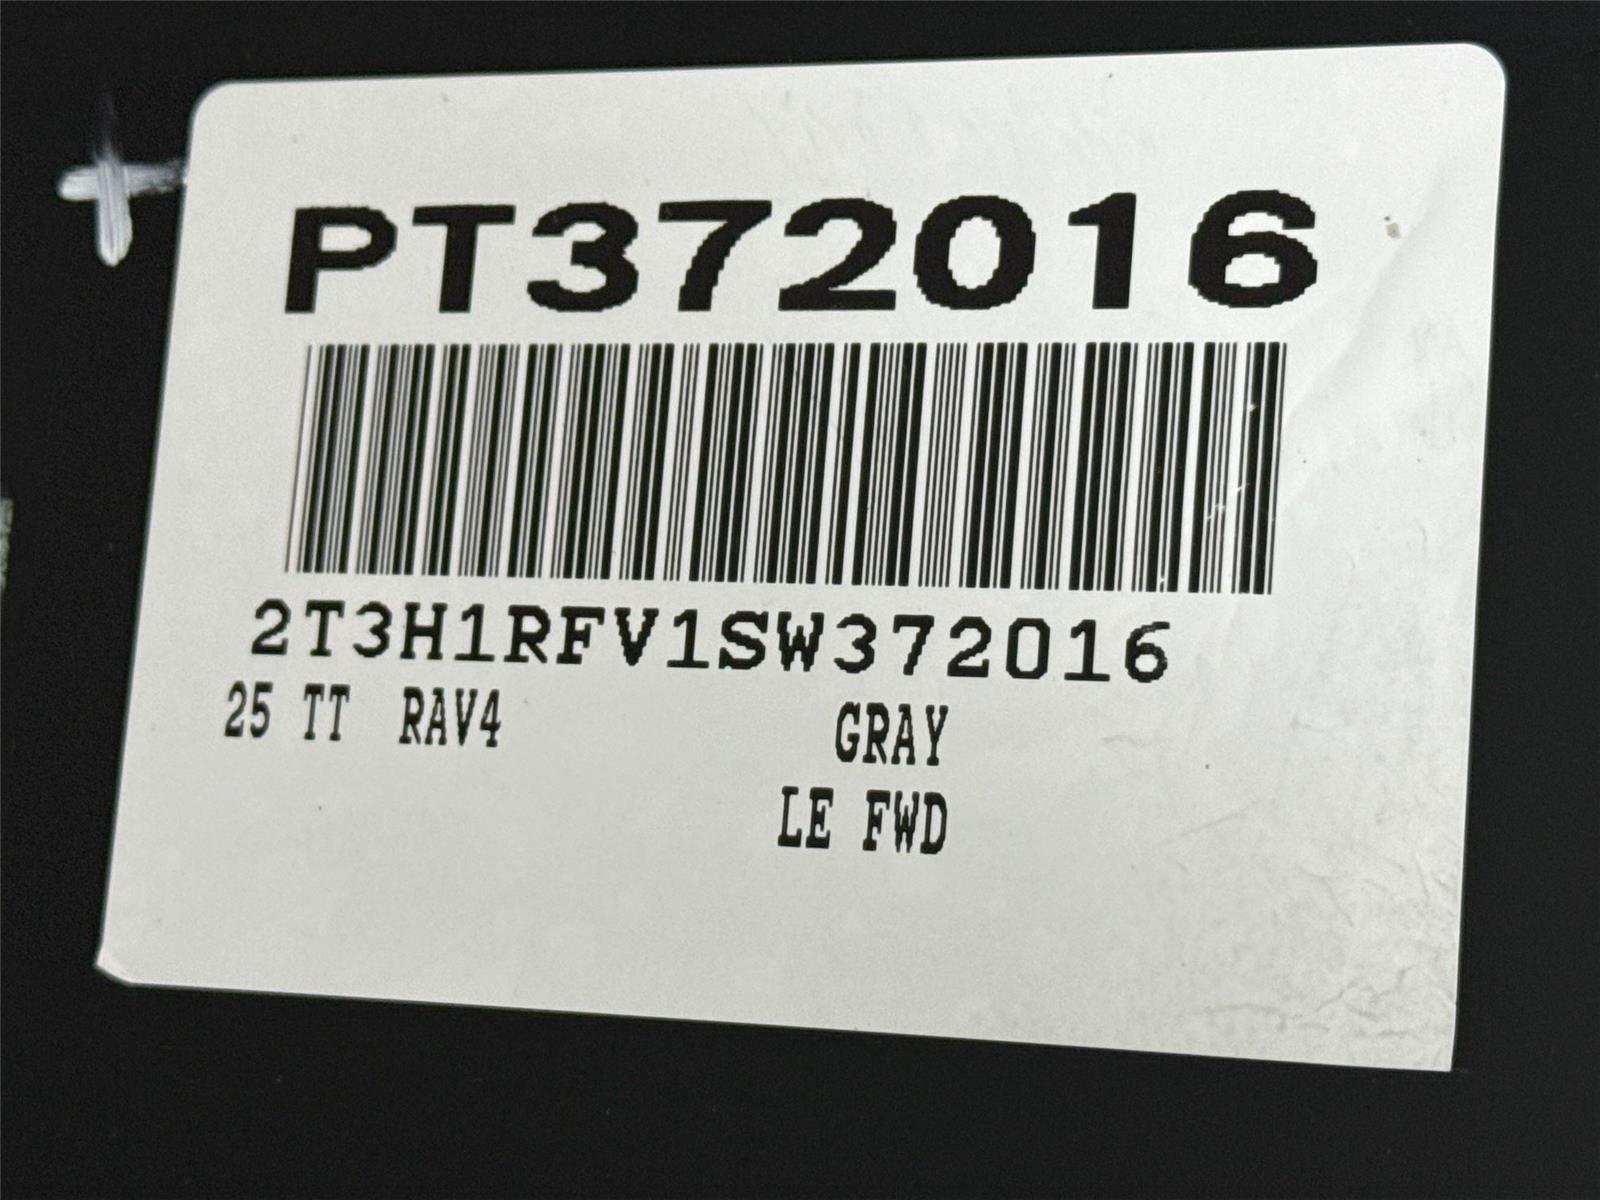 PT372016
2T3H1RFV1SW372016
25 TT RAV4 GRAY
LE FWD